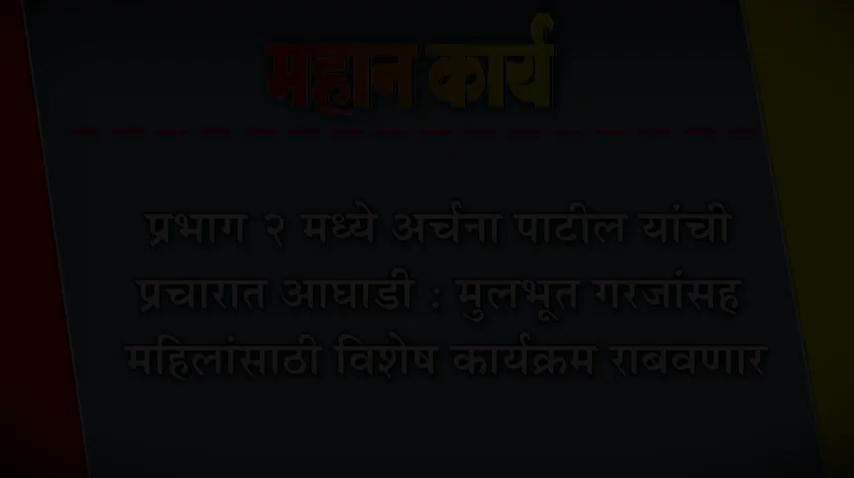 महान कार्य
प्रभाग २ मध्ये अर्चना पाटील यांची
प्रचारात आघाडी : मुलभूत गरजांसह
महिलांसाठी विशेष कार्यक्रम राबवणार